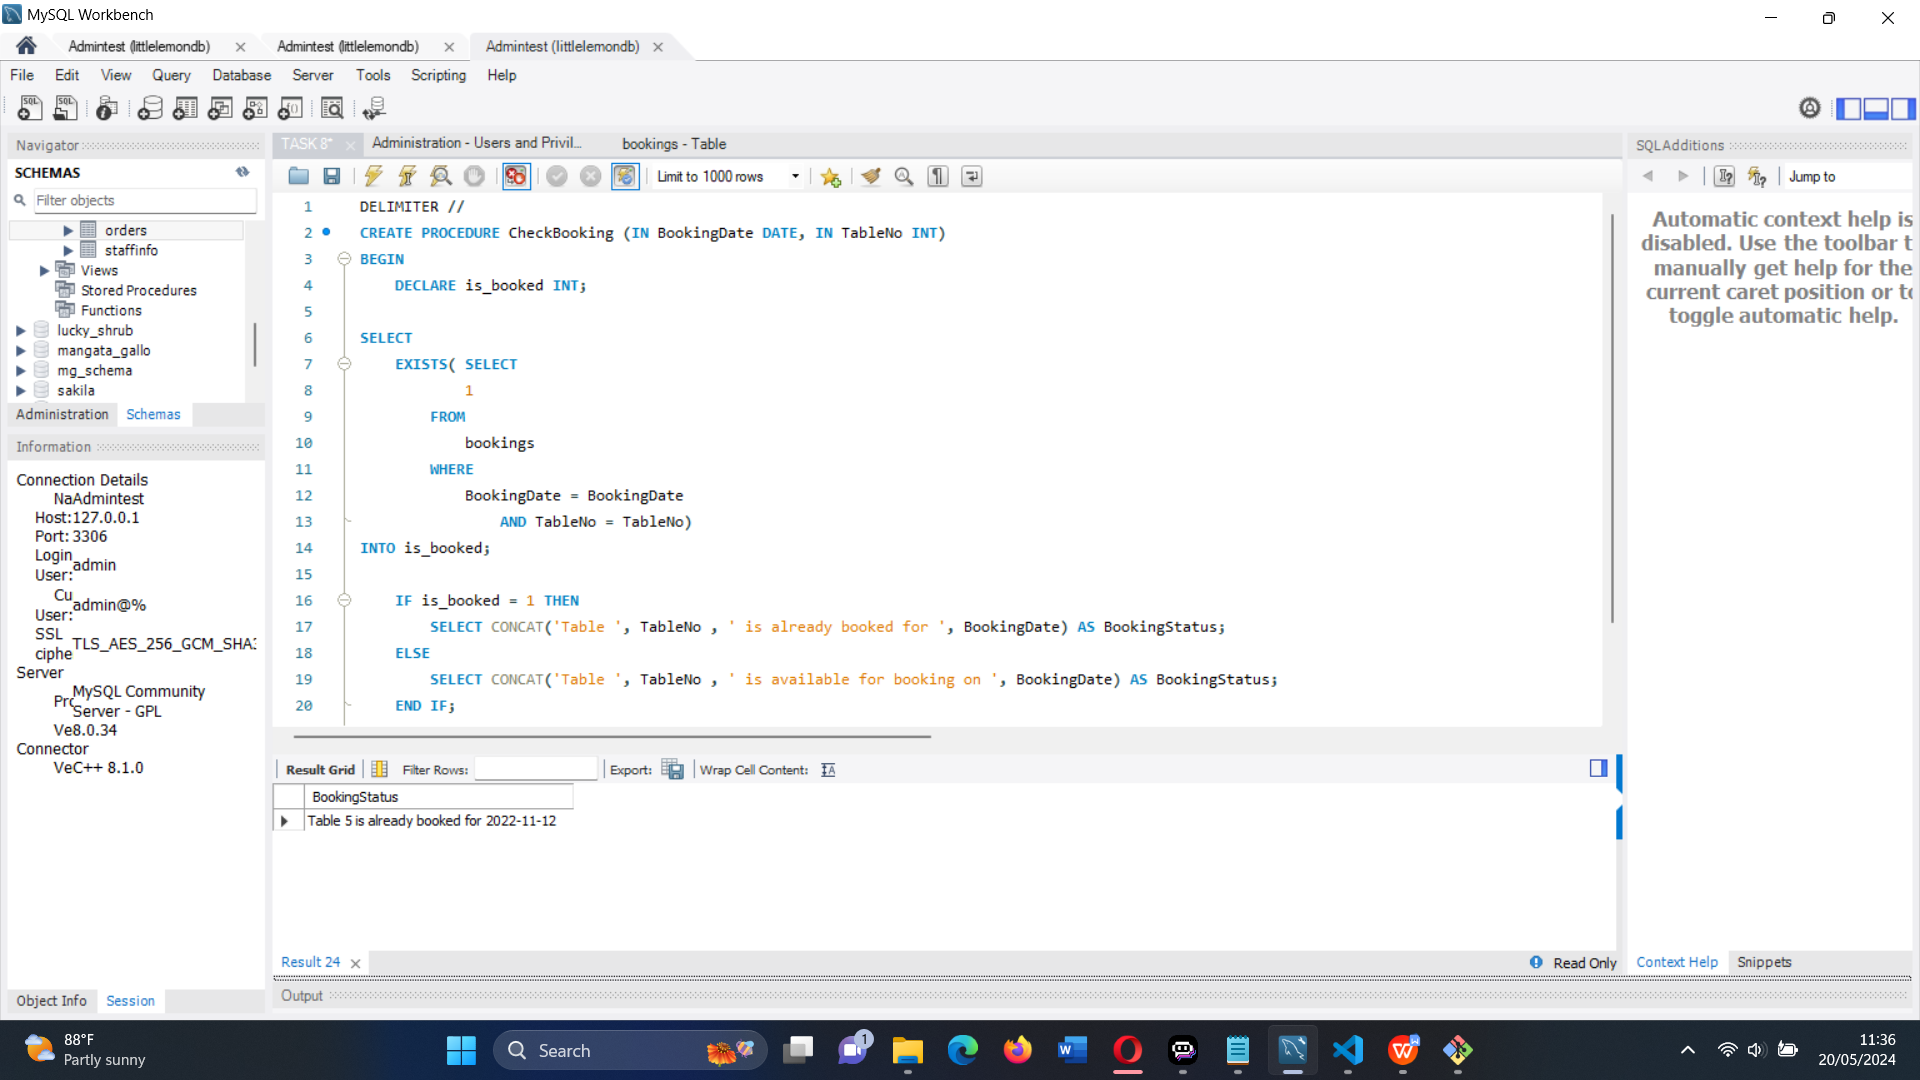 MySQL Workbench
Admintest (littlelemondb)
Admintest (littlelemondb)
Admintest (littlelemondb)
File Edit View Query Database Server Tools Scripting Help
Navigator
SCHEMAS
Filter objects
orders
staffinfo
Views
Stored Procedures
Functions
lucky_shrub
mangata_gallo
mg_schema
sakila
Administration Schemas
Information
Connection Details
NaAdmintest
Host:127.0.0.1
Port: 3306
Login
User:
admin
Cu
User:
admin@%
SSL
ciphe
TLS_AES_256_GCM_SHA3
Server
Prc
MySQL Community
Server - GPL
Ve8.0.34
Connector
VeC++ 8.1.0
Object Info Session
TASK 8*
Administration - Users and Privil...
bookings - Table
Limit to 1000 rows
1 DELIMITER //
2 CREATE PROCEDURE CheckBooking (IN BookingDate DATE, IN TableNo INT)
3 BEGIN
4 DECLARE is_booked INT;
5
6 SELECT
7 EXISTS( SELECT
8 1
9 FROM
10 bookings
11 WHERE
12 BookingDate = BookingDate
13 AND TableNo = TableNo)
14 INTO is_booked;
15
16 IF is_booked = 1 THEN
17 SELECT CONCAT('Table ', TableNo , ' is already booked for ', BookingDate) AS BookingStatus;
18 ELSE
19 SELECT CONCAT('Table ', TableNo , ' is available for booking on ', BookingDate) AS BookingStatus;
20 END IF;
Result Grid Filter Rows: Export: Wrap Cell Content:
BookingStatus
Table 5 is already booked for 2022-11-12
Result 24
Read Only
Output
SQLAdditions
Jump to
Automatic context help is
disabled. Use the toolbar t
manually get help for the
current caret position or to
toggle automatic help.
Context Help Snippets
88°F
Partly sunny
Search
1
11:36
20/05/2024